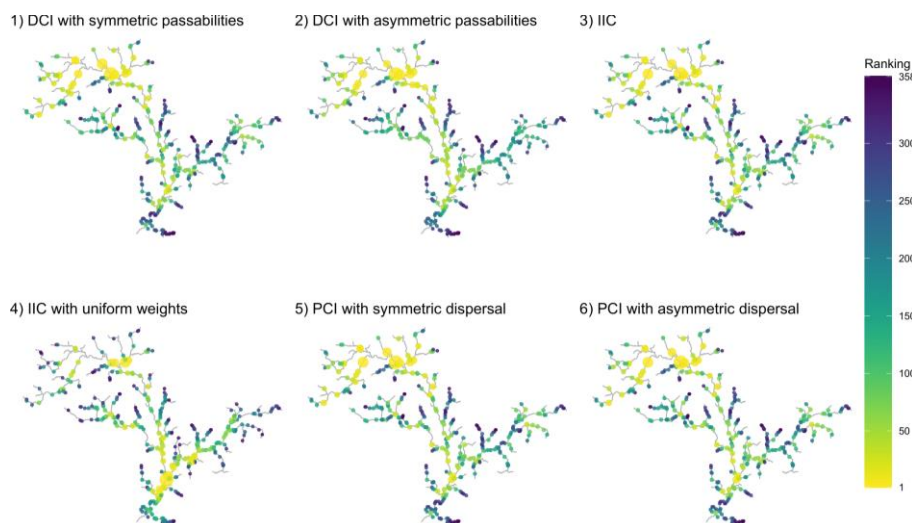 1) DCI with symmetric passabilities
2) DCI with asymmetric passabilities
3) IIC
Ranking
350
300
250
200
150
100
50
1
4) IIC with uniform weights
5) PCI with symmetric dispersal
6) PCI with asymmetric dispersal